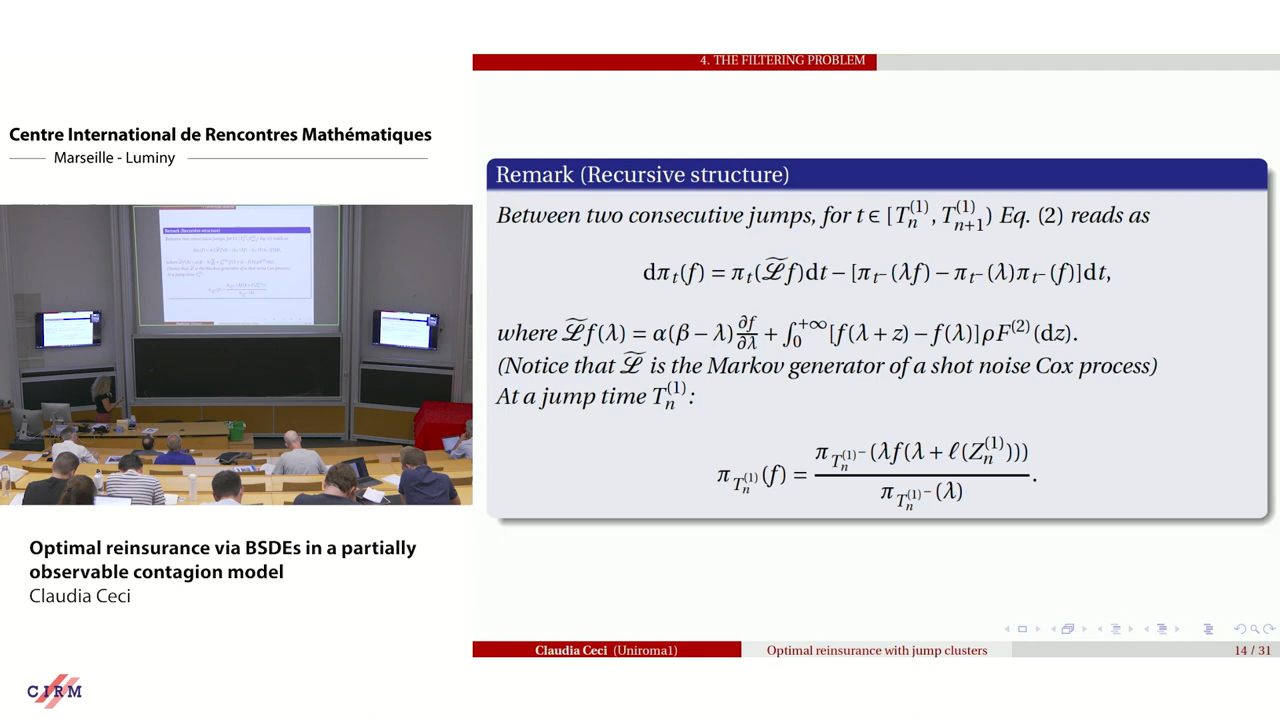 Centre International de Rencontres Mathématiques
Marseille - Luminy
Optimal reinsurance via BSDEs in a partially
observable contagion model
Claudia Ceci
CIRM
4. THE FILTERING PROBLEM
Remark (Recursive structure)
Between two consecutive jumps, for t ∈ [T_n^{(1)}, T_{n+1}^{(1)}) Eq. (2) reads as
dπ_t(f) = π_t(ℒ̃f)dt − [π_{t⁻}(λf) − π_{t⁻}(λ)π_{t⁻}(f)]dt,
where ℒ̃f(λ) = α(β − λ)∂f/∂λ + ∫_0^{+∞}[f(λ + z) − f(λ)]ρF^{(2)}(dz).
(Notice that ℒ̃ is the Markov generator of a shot noise Cox process)
At a jump time T_n^{(1)}:
π_{T_n^{(1)}}(f) = π_{T_n^{(1)−}}(λf(λ + ℓ(Z_n^{(1)}))) / π_{T_n^{(1)−}}(λ).
Claudia Ceci (Uniroma1)
Optimal reinsurance with jump clusters
14 / 31